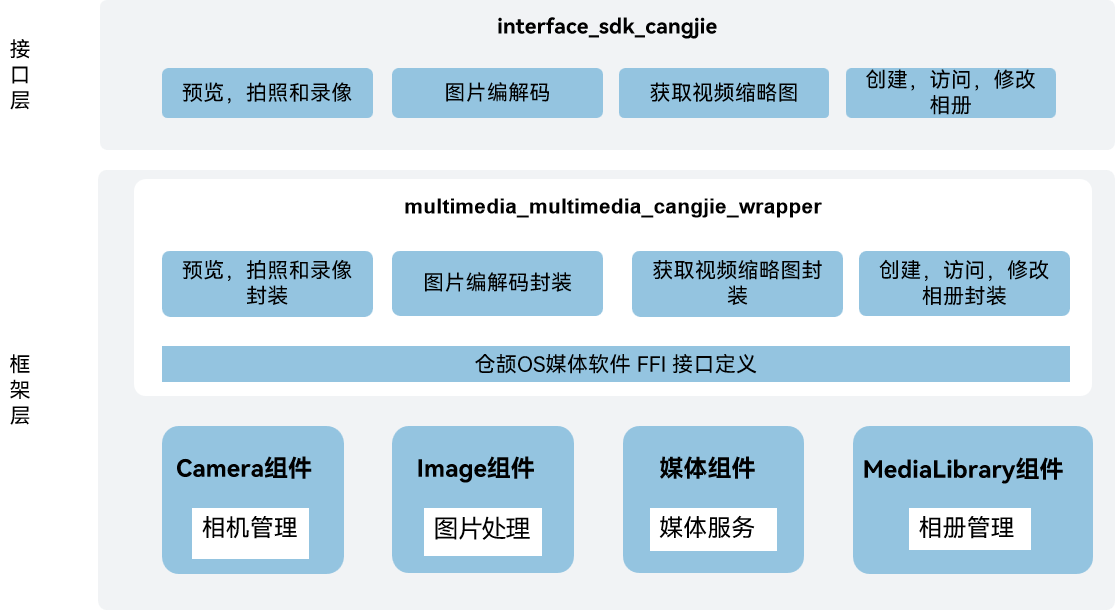 接口层
interface_sdk_cangjie
预览，拍照和录像
图片编解码
获取视频缩略图
创建，访问，修改
相册
框架层
multimedia_multimedia_cangjie_wrapper
预览，拍照和录像
封装
图片编解码封装
获取视频缩略图封
装
创建，访问，修改
相册封装
仓颉OS媒体软件 FFI 接口定义
Camera组件
相机管理
Image组件
图片处理
媒体组件
媒体服务
MediaLibrary组件
相册管理